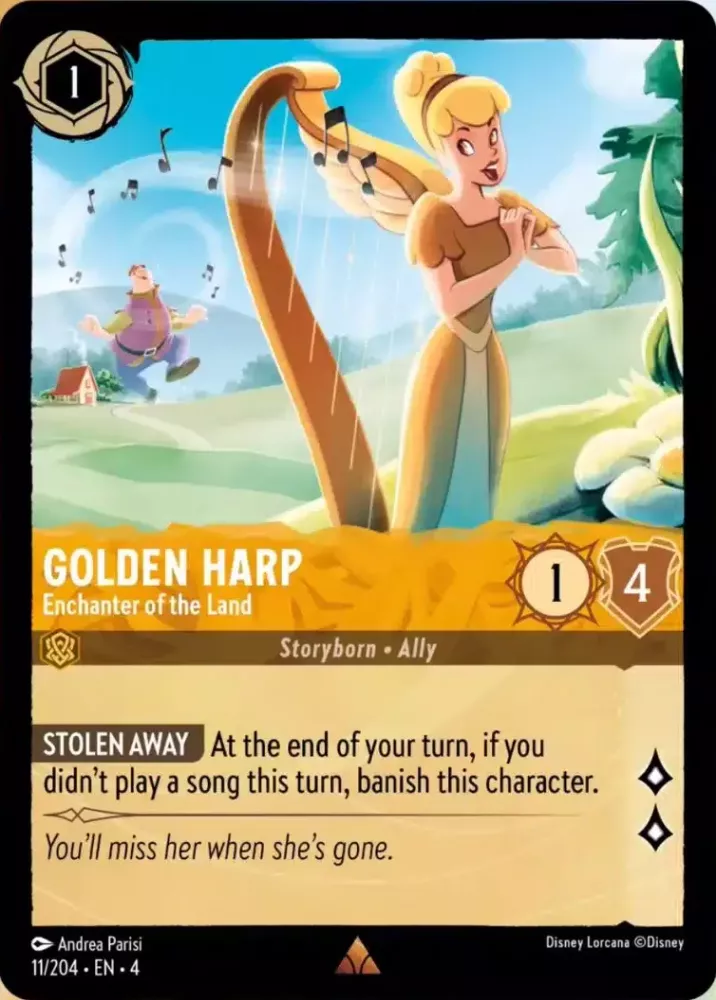 1
GOLDEN HARP
Enchanter of the Land
1 4
Storyborn • Ally
STOLEN AWAY At the end of your turn, if you
didn't play a song this turn, banish this character.
You'll miss her when she's gone.
Andrea Parisi
Disney Lorcana ©Disney
11/204 • EN • 4